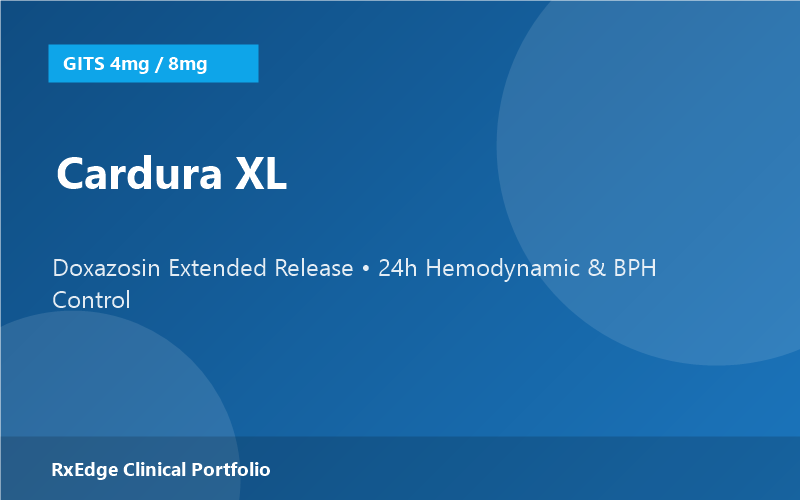 GITS 4mg / 8mg
Cardura XL
Doxazosin Extended Release • 24h Hemodynamic & BPH
Control
RxEdge Clinical Portfolio